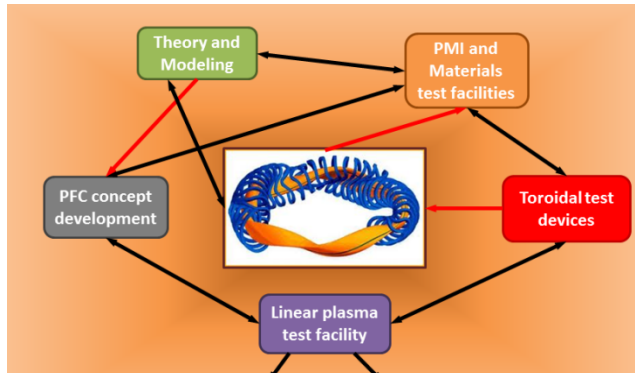 Theory and
Modeling
PMI and
Materials
test facilities
PFC concept
development
Toroidal test
devices
Linear plasma
test facility